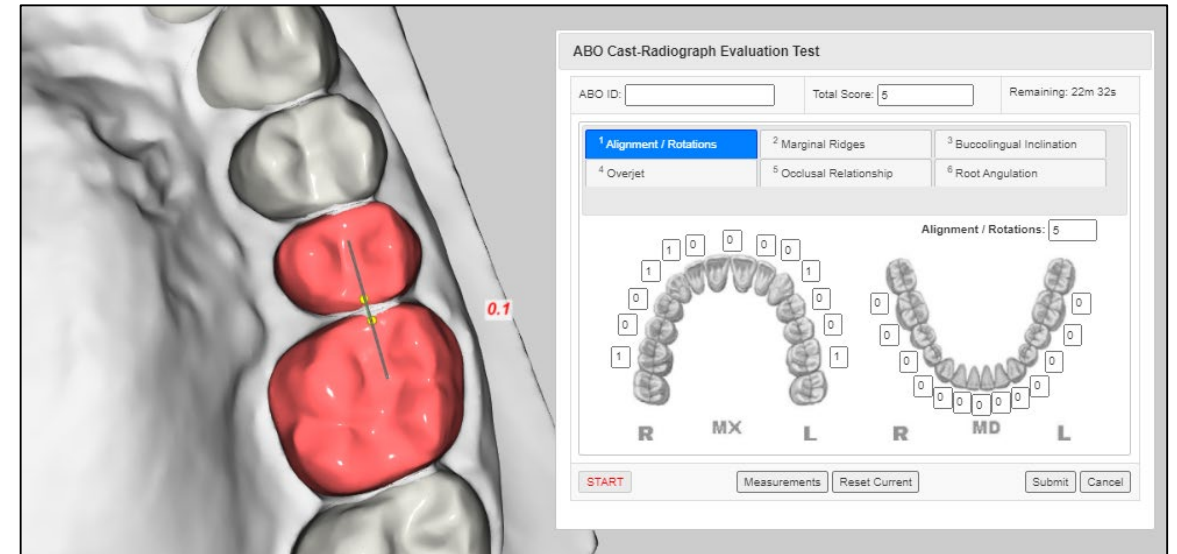 ABO Cast-Radiograph Evaluation Test
ABO ID: Total Score: 5 Remaining: 22m 32s
1 Alignment / Rotations 2 Marginal Ridges 3 Buccolingual Inclination
4 Overjet 5 Occlusal Relationship 6 Root Angulation
Alignment / Rotations: 5
1 0 0 0 0
1 1
0 0 0 0
0 0 0 0
1 1 0 0
0 0 0 0 0 0 0
R MX L R MD L
START Measurements Reset Current Submit Cancel
0.1